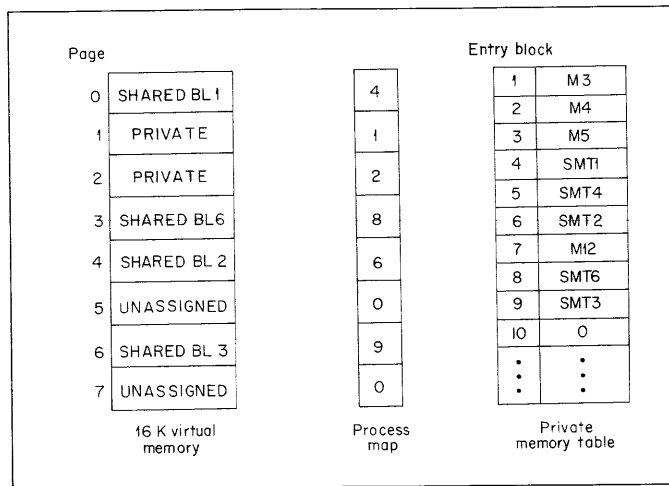 Page
Entry block
0 SHARED BL1 4 1 M3
1 PRIVATE 1 2 M4
2 PRIVATE 2 3 M5
3 SHARED BL6 8 4 SMT1
4 SHARED BL 2 6 5 SMT4
5 UNASSIGNED 0 6 SMT2
6 SHARED BL 3 9 7 M12
7 UNASSIGNED 0 8 SMT6
9 SMT3
10 0
16 K virtual memory
Process map
Private memory table